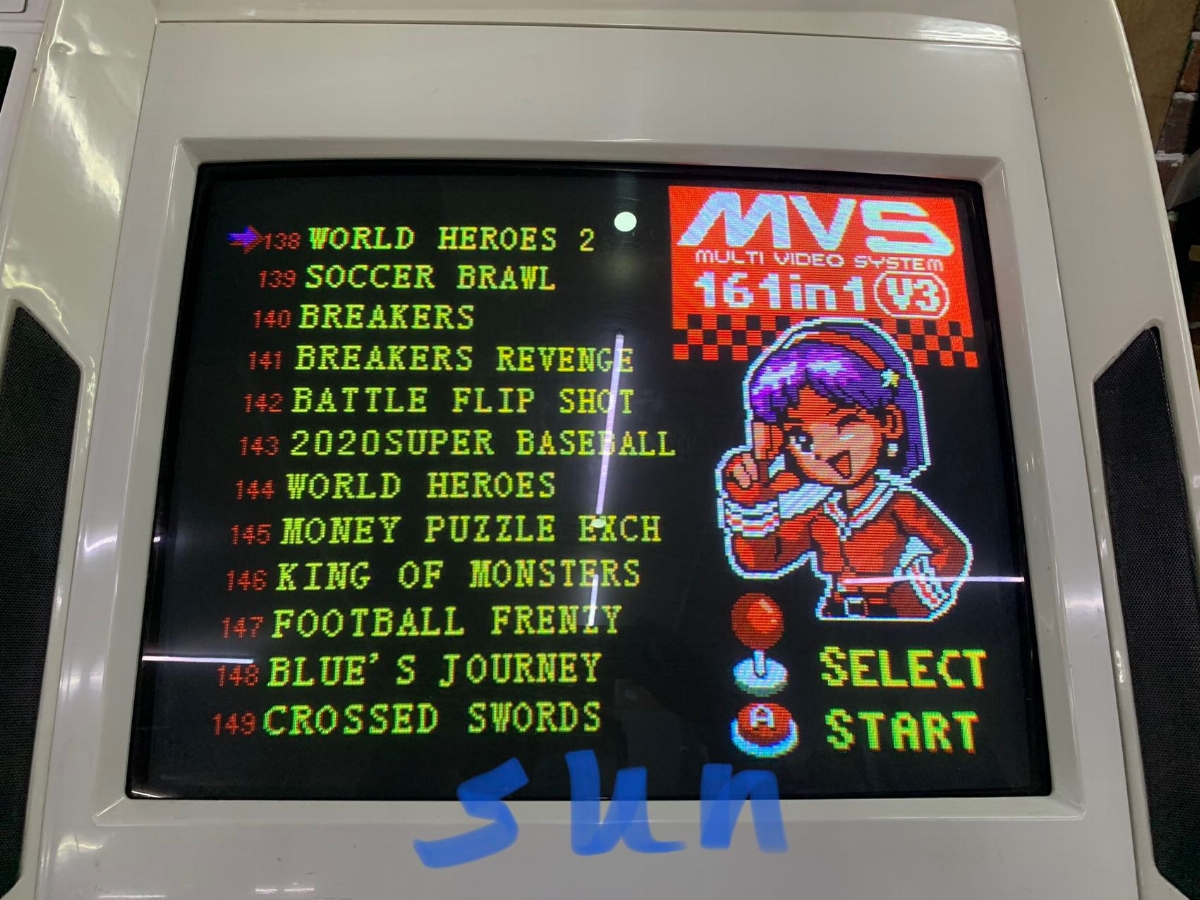 138 WORLD HEROES 2
139 SOCCER BRAWL
140 BREAKERS
141 BREAKERS REVENGE
142 BATTLE FLIP SHOT
143 2020SUPER BASEBALL
144 WORLD HEROES
145 MONEY PUZZLE EXCH
146 KING OF MONSTERS
147 FOOTBALL FRENZY
148 BLUE'S JOURNEY
149 CROSSED SWORDS
MVS
MULTI VIDEO SYSTEM
161in1 V3
SELECT
A START
sun